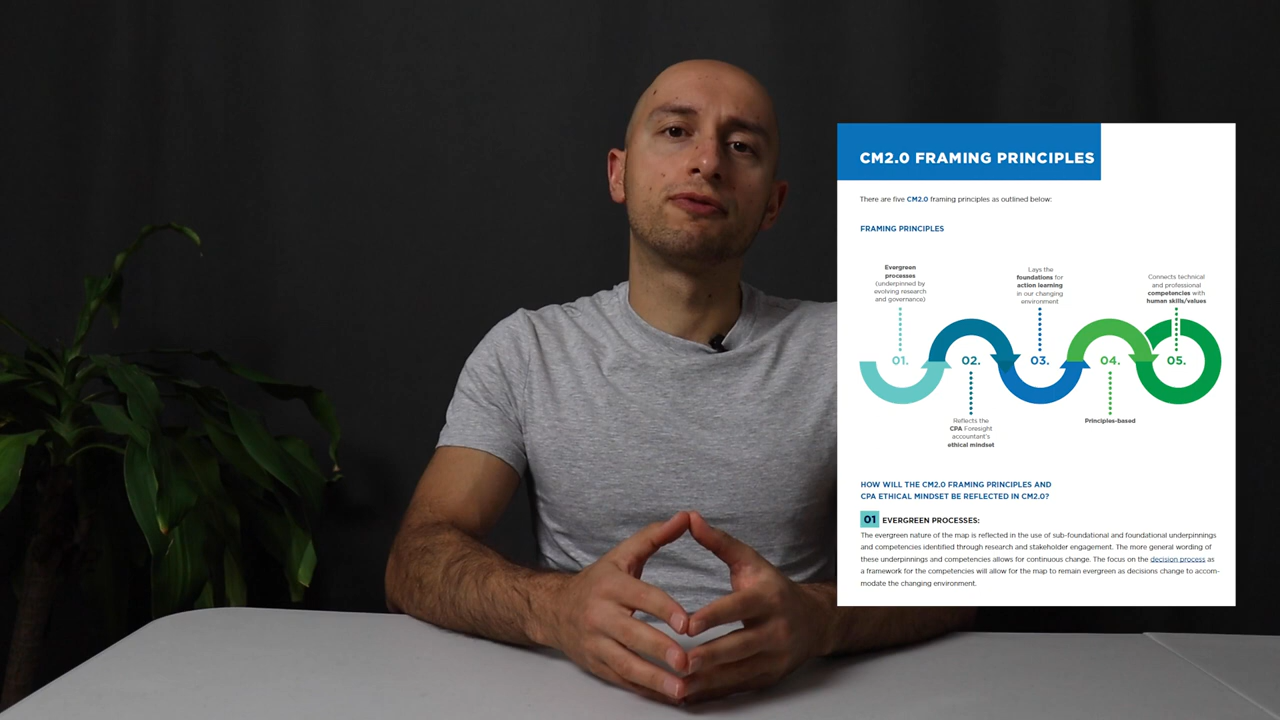 CM2.0 FRAMING PRINCIPLES
There are five CM2.0 framing principles as outlined below:
FRAMING PRINCIPLES
Evergreen
processes
(underpinned by
evolving research
and governance)
Lays the
foundations for
action learning
in our changing
environment
Connects technical
and professional
competencies with
human skills/values
01.
02.
03.
04.
05.
Reflects the
CPA Foresight
accountant's
ethical mindset
Principles-based
HOW WILL THE CM2.0 FRAMING PRINCIPLES AND
CPA ETHICAL MINDSET BE REFLECTED IN CM2.0?
01 EVERGREEN PROCESSES:
The evergreen nature of the map is reflected in the use of sub-foundational and foundational underpinnings
and competencies identified through research and stakeholder engagement. The more general wording of
these underpinnings and competencies allows for continuous change. The focus on the decision process as
a framework for the competencies will allow for the map to remain evergreen as decisions change to accom-
modate the changing environment.